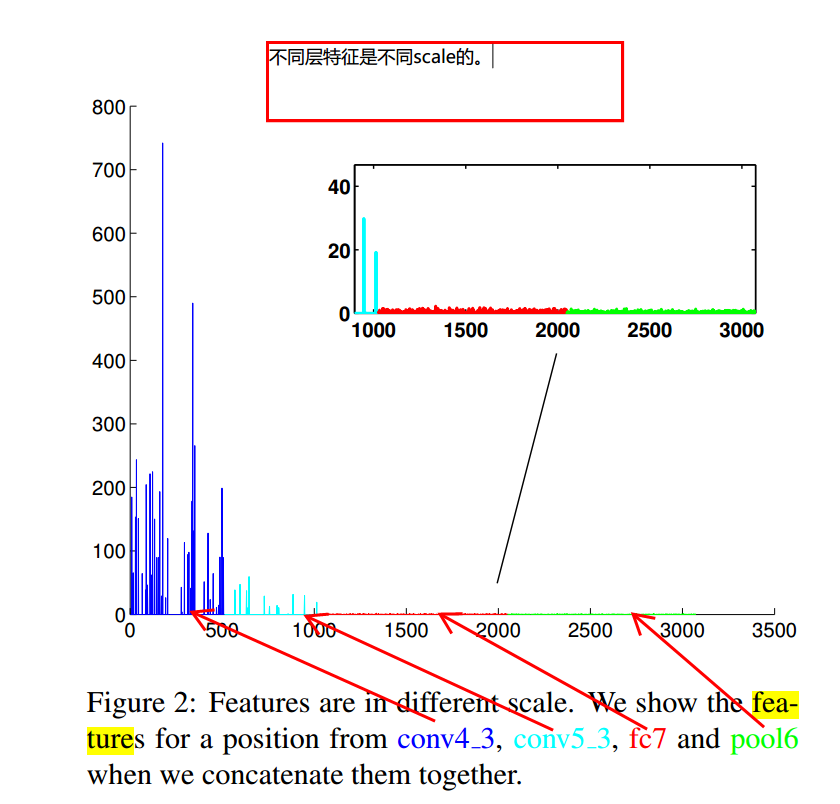 不同层特征是不同scale的。
800
700
600
500
400
300
200
100
0
40
20
0
1000 1500 2000 2500 3000
0 500 1000 1500 2000 2500 3000 3500
Figure 2: Features are in different scale. We show the fea-
tures for a position from conv4_3, conv5_3, fc7 and pool6
when we concatenate them together.